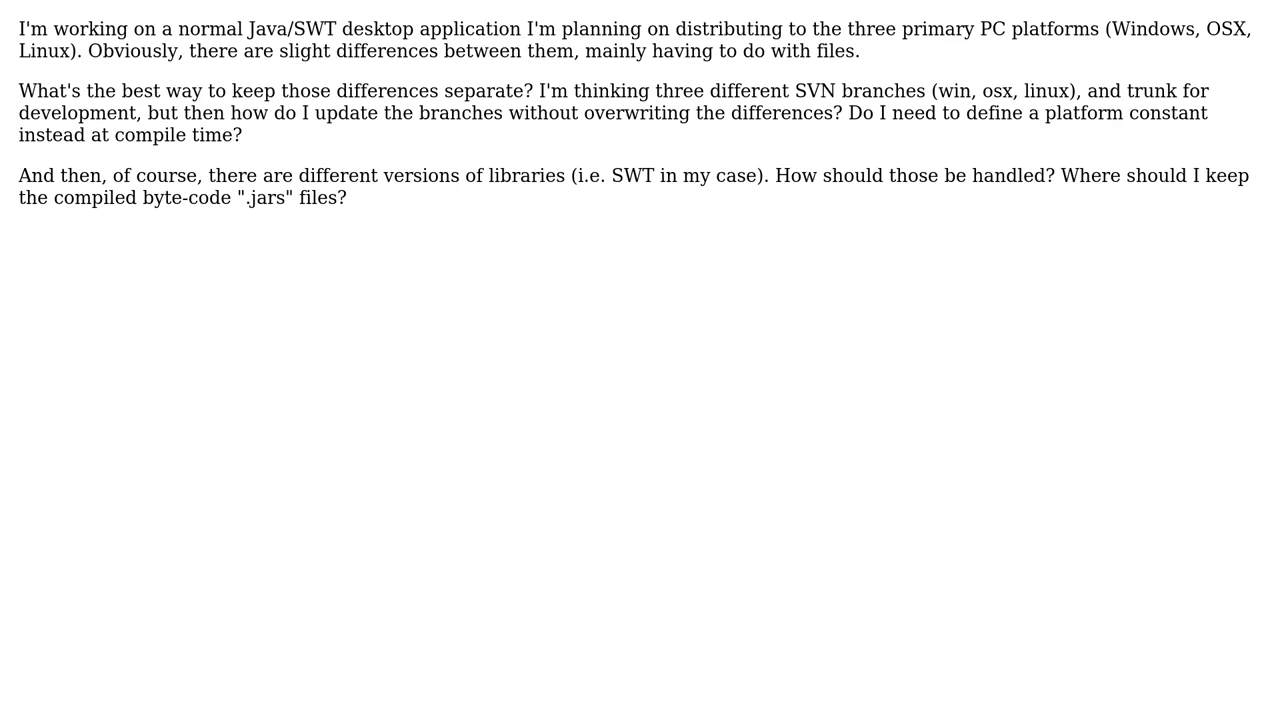 I'm working on a normal Java/SWT desktop application I'm planning on distributing to the three primary PC platforms (Windows, OSX,
Linux). Obviously, there are slight differences between them, mainly having to do with files.
What's the best way to keep those differences separate? I'm thinking three different SVN branches (win, osx, linux), and trunk for
development, but then how do I update the branches without overwriting the differences? Do I need to define a platform constant
instead at compile time?
And then, of course, there are different versions of libraries (i.e. SWT in my case). How should those be handled? Where should I keep
the compiled byte-code ".jars" files?